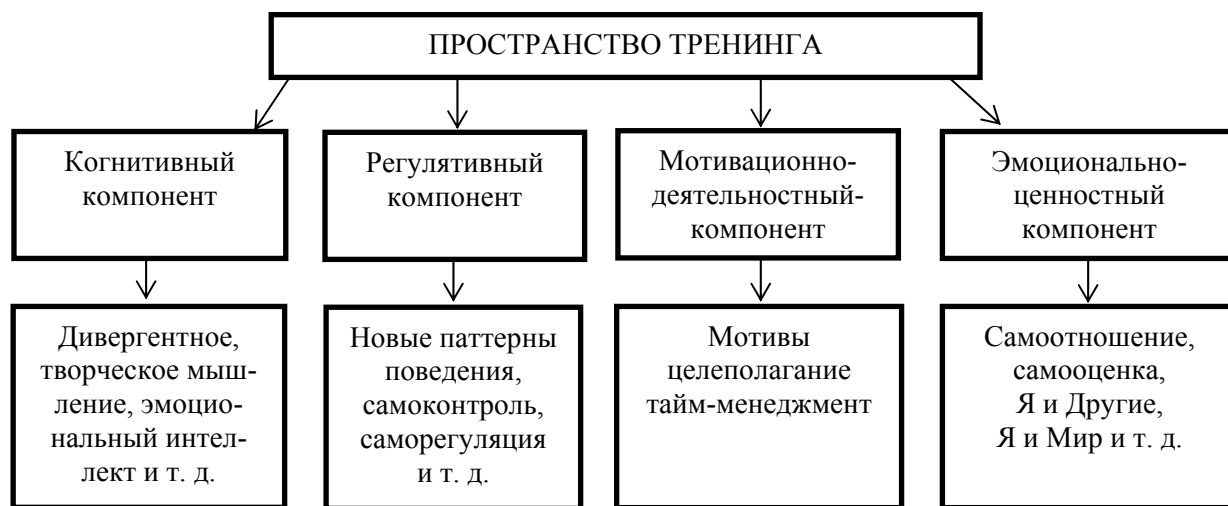 ПРОСТРАНСТВО ТРЕНИНГА
Когнитивный
компонент
Регулятивный
компонент
Мотивационно-
деятельностный-
компонент
Эмоционально-
ценностный
компонент
Дивергентное,
творческое мыш-
ление, эмоцио-
нальный интел-
лект и т. д.
Новые паттерны
поведения,
самоконтроль,
саморегуляция
и т. д.
Мотивы
целеполагание
тайм-менеджмент
Самоотношение,
самооценка,
Я и Другие,
Я и Мир и т. д.